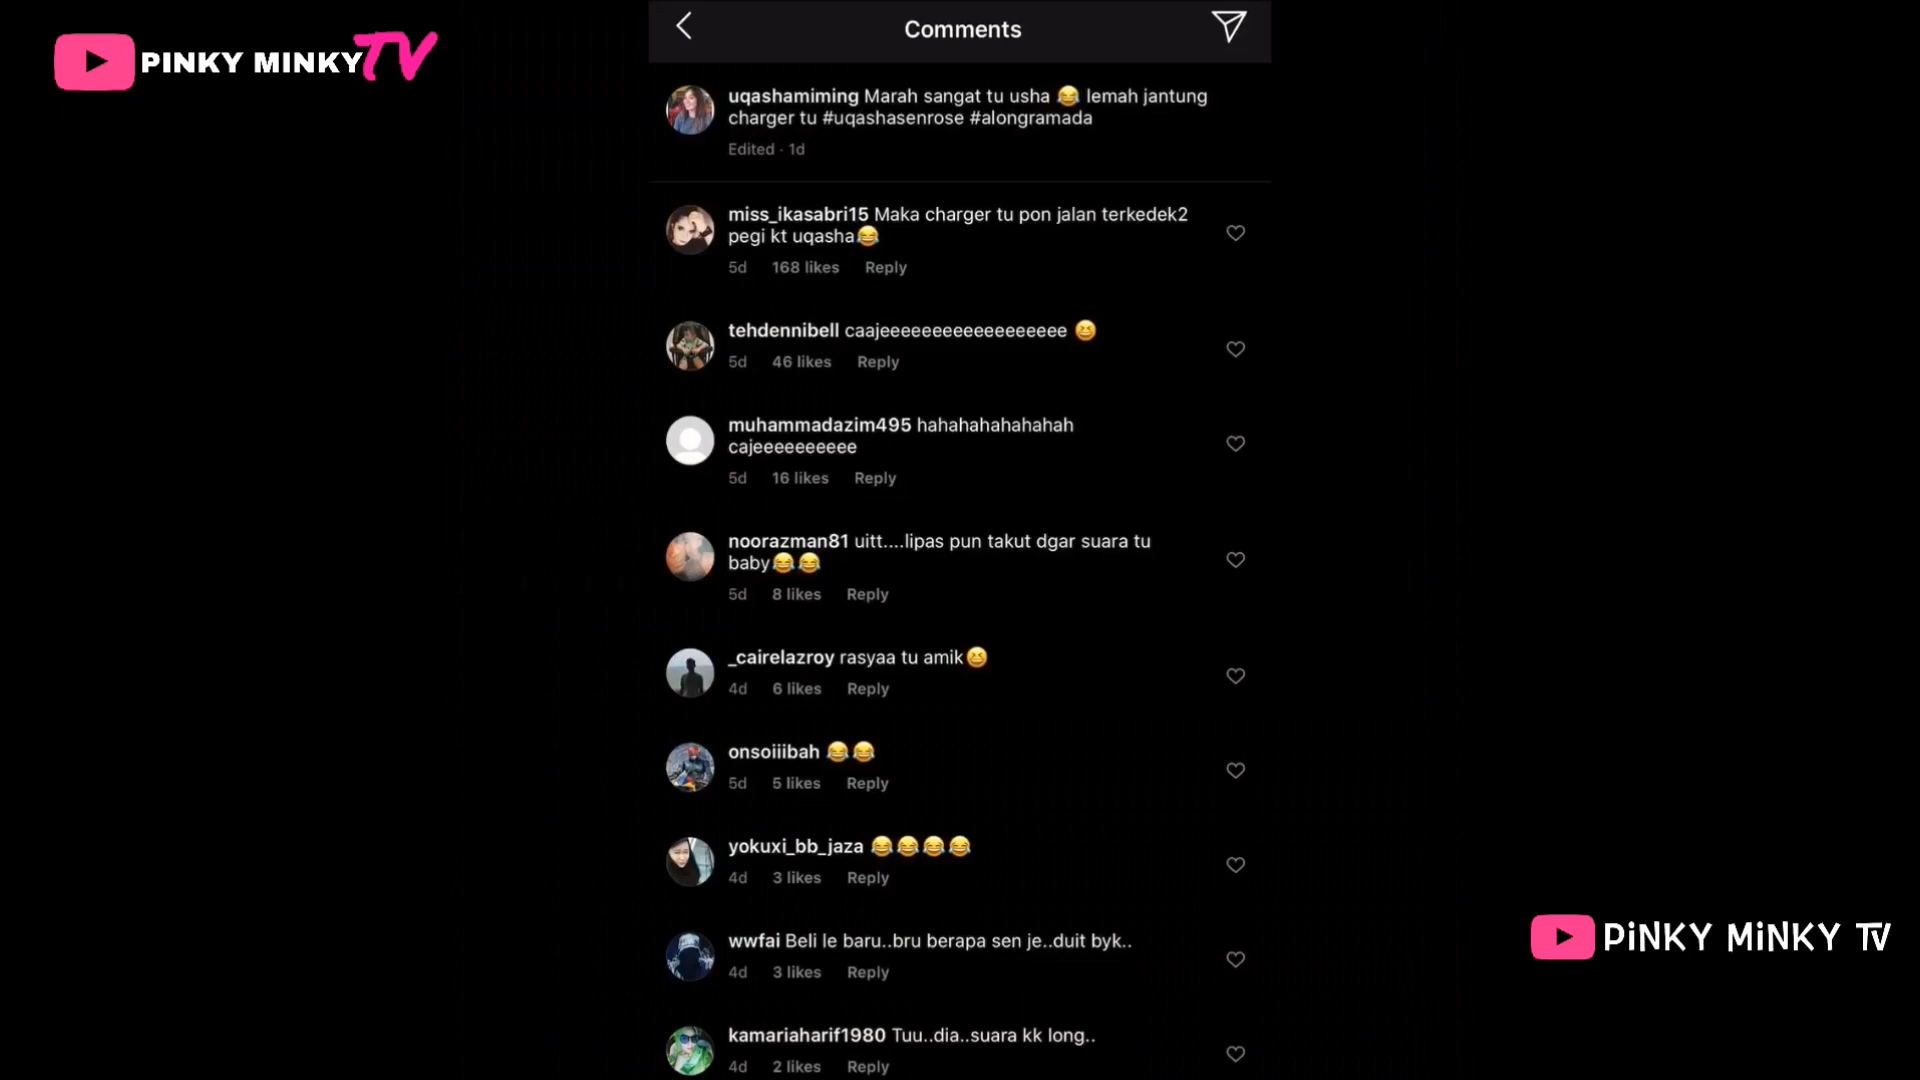 PINKY MINKY TV
Comments
uqashamiming Marah sangat tu usha 😂 lemah jantung
charger tu #uqashasenrose #alongramada
Edited · 1d
miss_ikasabri15 Maka charger tu pon jalan terkedek2
pegi kt uqasha😂
5d 168 likes Reply
tehdennibell caajeeeeeeeeeeeeeeeeee 😆
5d 46 likes Reply
muhammadazim495 hahahahahahahah
cajeeeeeeeeee
5d 16 likes Reply
noorazman81 uitt....lipas pun takut dgar suara tu
baby😂😂
5d 8 likes Reply
_cairelazroy rasyaa tu amik😆
4d 6 likes Reply
onsoiiibah 😂😂
5d 5 likes Reply
yokuxi_bb_jaza 😂😂😂😂
4d 3 likes Reply
wwfai Beli le baru..bru berapa sen je..duit byk..
4d 3 likes Reply
PiNKY MiNKY TV
kamariaharif1980 Tuu..dia..suara kk long..
4d 2 likes Reply